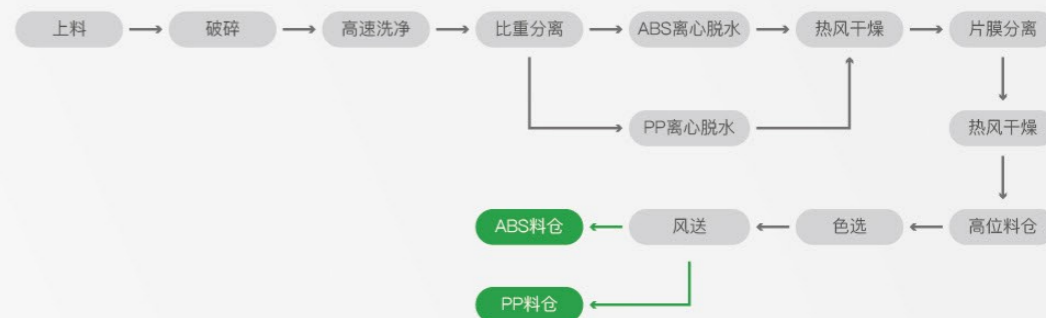 上料
破碎
高速洗净
比重分离
ABS离心脱水
热风干燥
片膜分离
PP离心脱水
热风干燥
ABS料仓
风送
色选
高位料仓
PP料仓